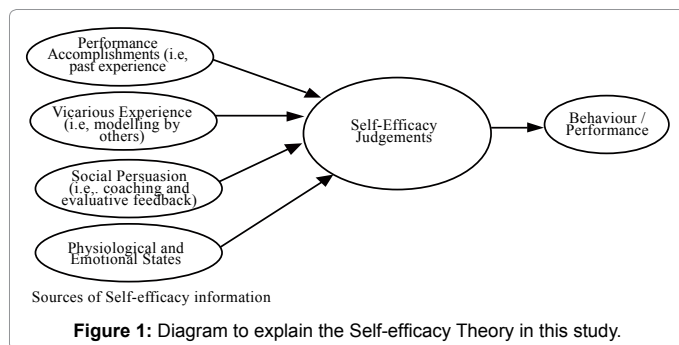 Performance
Accomplishments (i.e,
past experience
Vicarious Experience
(i.e, modelling by
others)
Social Persuasion
(i.e,. coaching and
evaluative feedback)
Physiological and
Emotional States
Sources of Self-efficacy information
Self-Efficacy
Judgements
Behaviour /
Performance
Figure 1: Diagram to explain the Self-efficacy Theory in this study.